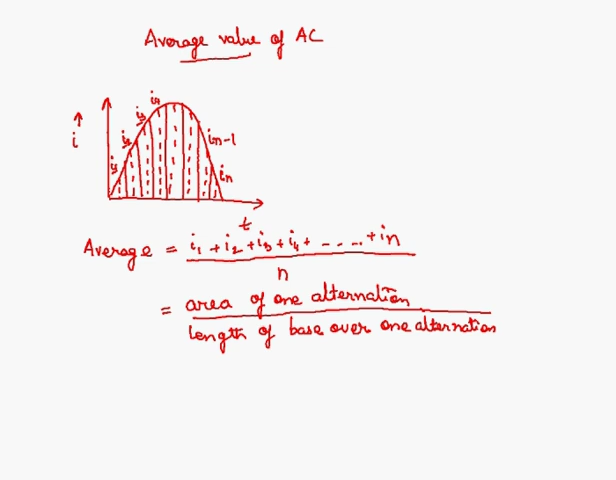 Average value of AC
i₄
i₃
i₂
i₁
i
in-1
in
t
Average = i₁ + i₂ + i₃ + i₄ + - - - - + in
n
= area of one alternation
length of base over one alternation